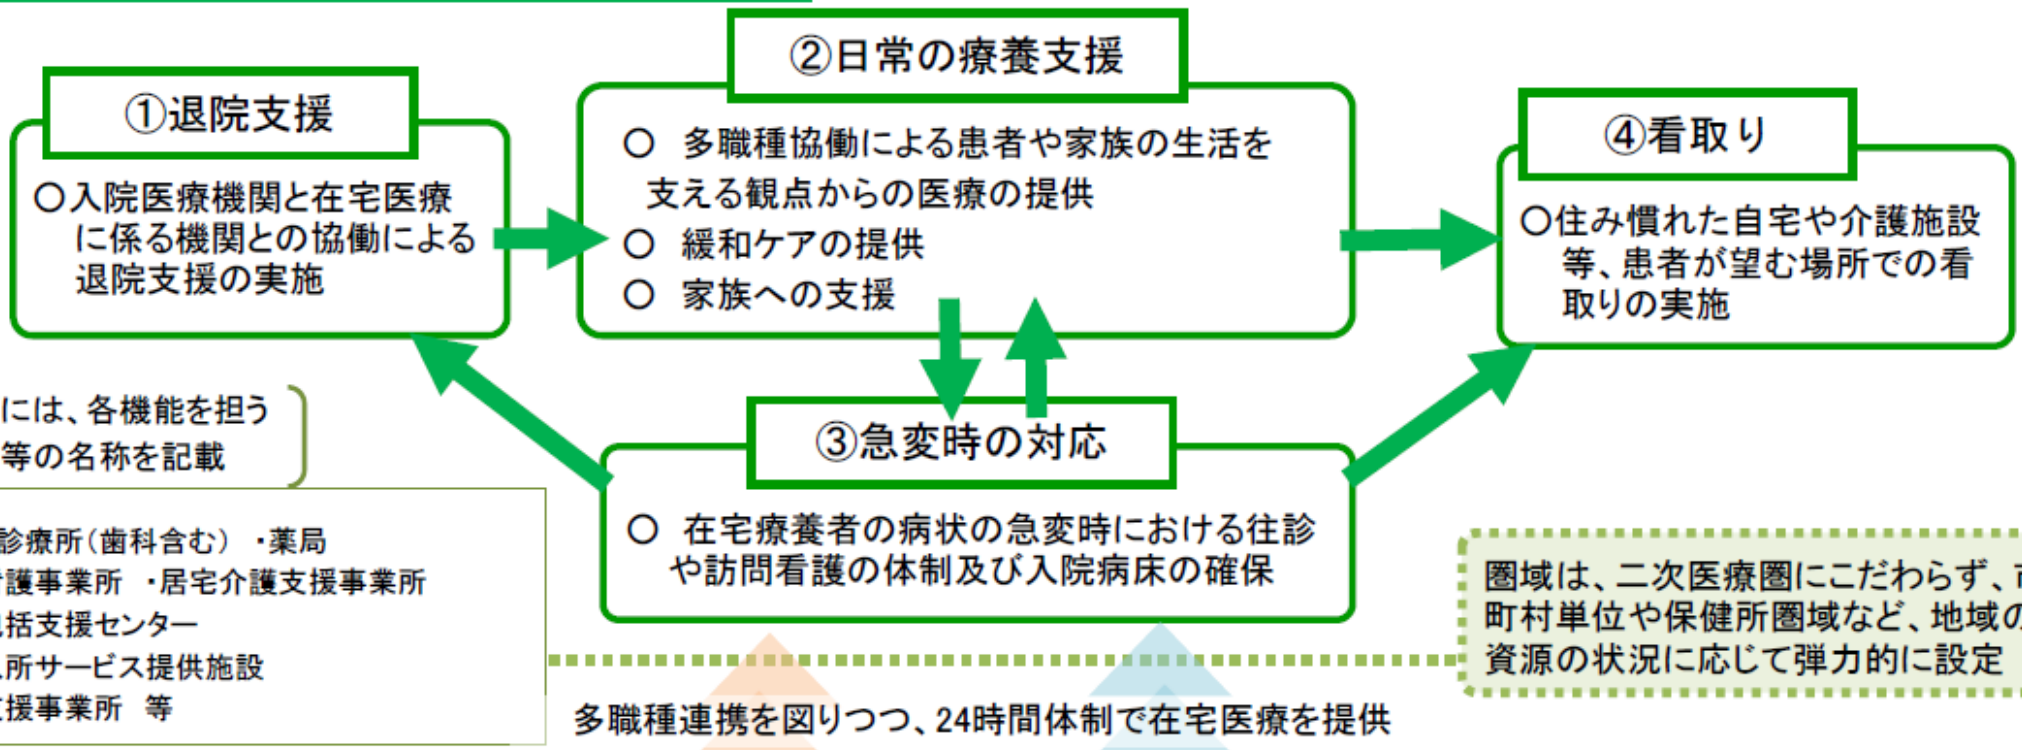 ①退院支援
○入院医療機関と在宅医療
に係る機関との協働による
退院支援の実施
②日常の療養支援
○ 多職種協働による患者や家族の生活を
支える観点からの医療の提供
○ 緩和ケアの提供
○ 家族への支援
④看取り
○住み慣れた自宅や介護施設
等、患者が望む場所での看
取りの実施
③急変時の対応
○ 在宅療養者の病状の急変時における往診
や訪問看護の体制及び入院病床の確保
には、各機能を担う
等の名称を記載
診療所(歯科含む) ・薬局
護事業所 ・居宅介護支援事業所
括支援センター
所サービス提供施設
援事業所 等
圏域は、二次医療圏にこだわらず、
町村単位や保健所圏域など、地域の
資源の状況に応じて弾力的に設定
多職種連携を図りつつ、24時間体制で在宅医療を提供